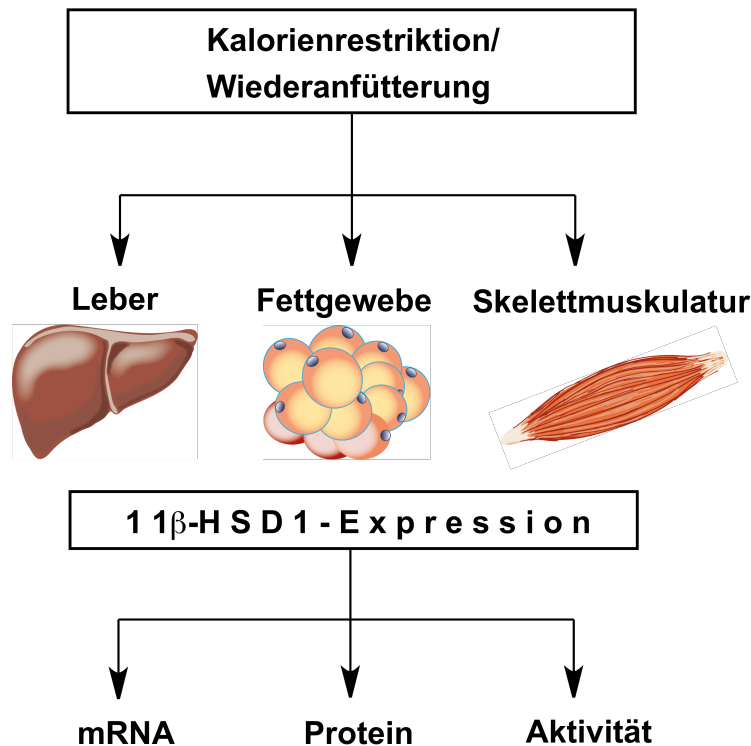 Kalorienrestriktion/
Wiederanfütterung
Leber
Fettgewebe
Skelettmuskulatur
11β-HSD1-Expression
mRNA
Protein
Aktivität